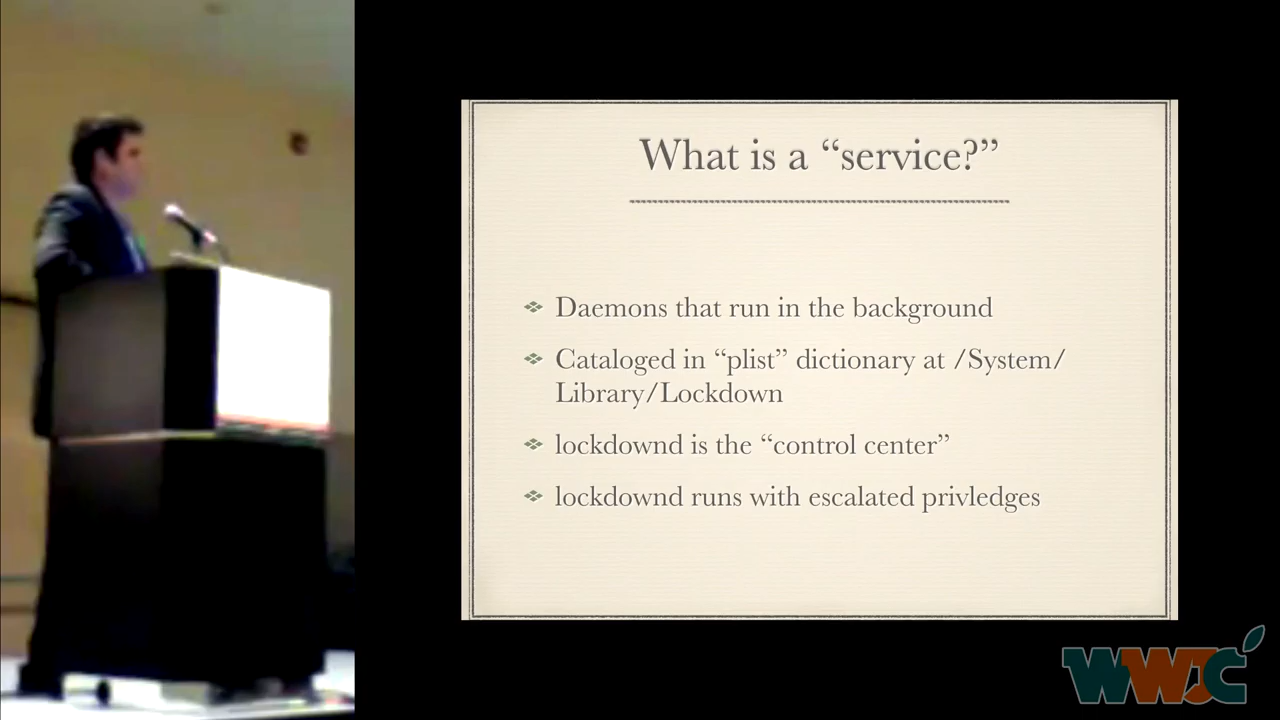 What is a “service?”
Daemons that run in the background
Cataloged in “plist” dictionary at /System/
Library/Lockdown
lockdownd is the “control center”
lockdownd runs with escalated privledges
WWJC